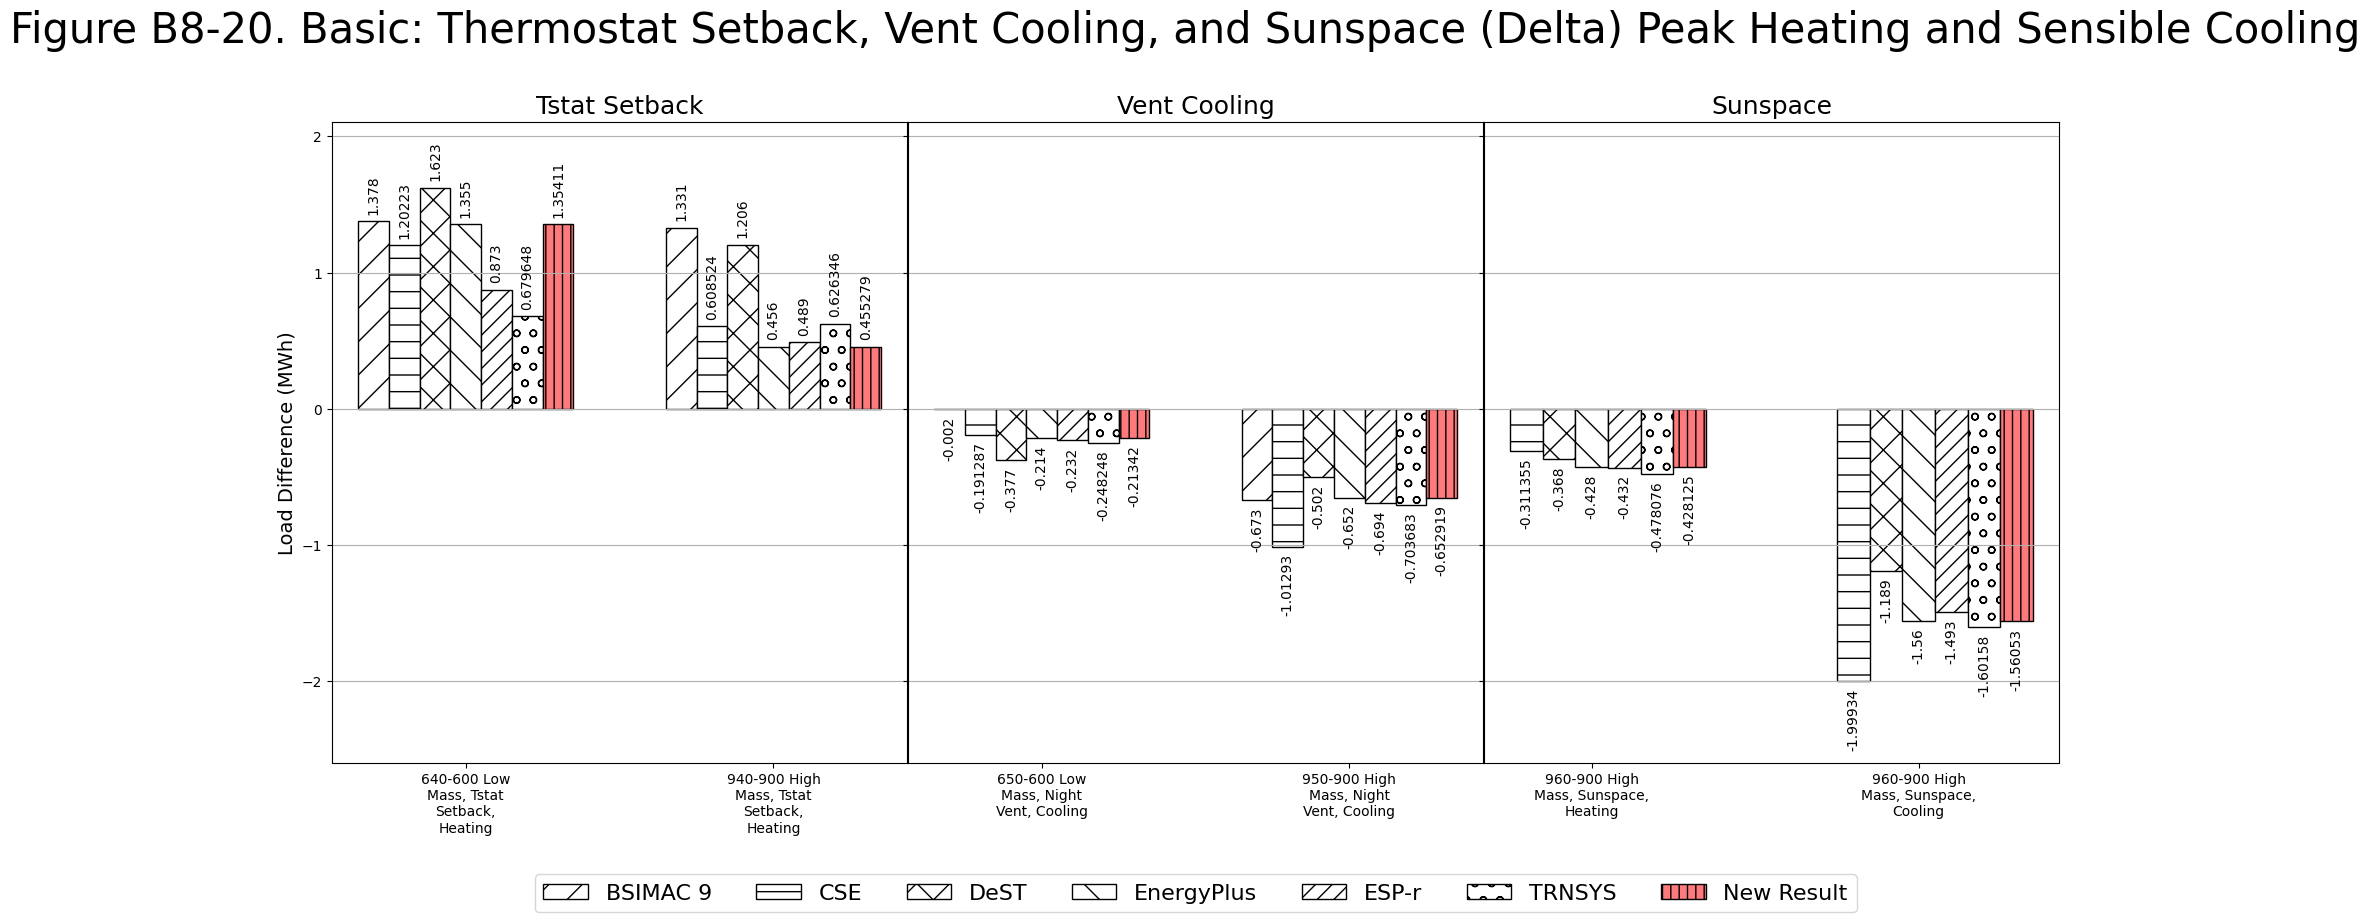 Figure B8-20. Basic: Thermostat Setback, Vent Cooling, and Sunspace (Delta) Peak Heating and Sensible Cooling
Tstat Setback
Vent Cooling
Sunspace
Load Difference (MWh)
2
1
0
−1
−2
1.378
1.20223
1.623
1.355
0.873
0.679648
1.35411
1.331
0.608524
1.206
0.456
0.489
0.626346
0.455279
-0.002
-0.191287
-0.377
-0.214
-0.232
-0.248248
-0.21342
-0.673
-1.01293
-0.502
-0.652
-0.694
-0.703683
-0.652919
-0.311355
-0.368
-0.428
-0.432
-0.478076
-0.428125
-1.99934
-1.189
-1.56
-1.493
-1.60158
-1.56053
640-600 Low
Mass, Tstat
Setback,
Heating
940-900 High
Mass, Tstat
Setback,
Heating
650-600 Low
Mass, Night
Vent, Cooling
950-900 High
Mass, Night
Vent, Cooling
960-900 High
Mass, Sunspace,
Heating
960-900 High
Mass, Sunspace,
Cooling
BSIMAC 9
CSE
DeST
EnergyPlus
ESP-r
TRNSYS
New Result